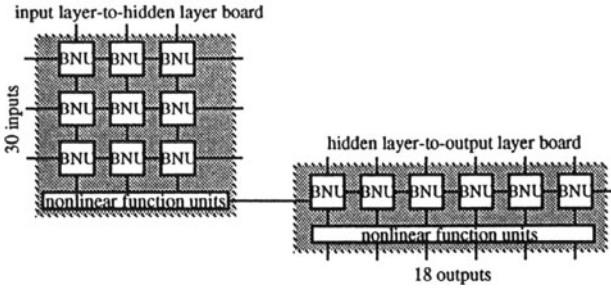 input layer-to-hidden layer board
BNU BNU BNU
BNU BNU BNU
BNU BNU BNU
30 inputs
nonlinear function units
hidden layer-to-output layer board
BNU BNU BNU BNU BNU BNU
nonlinear function units
18 outputs